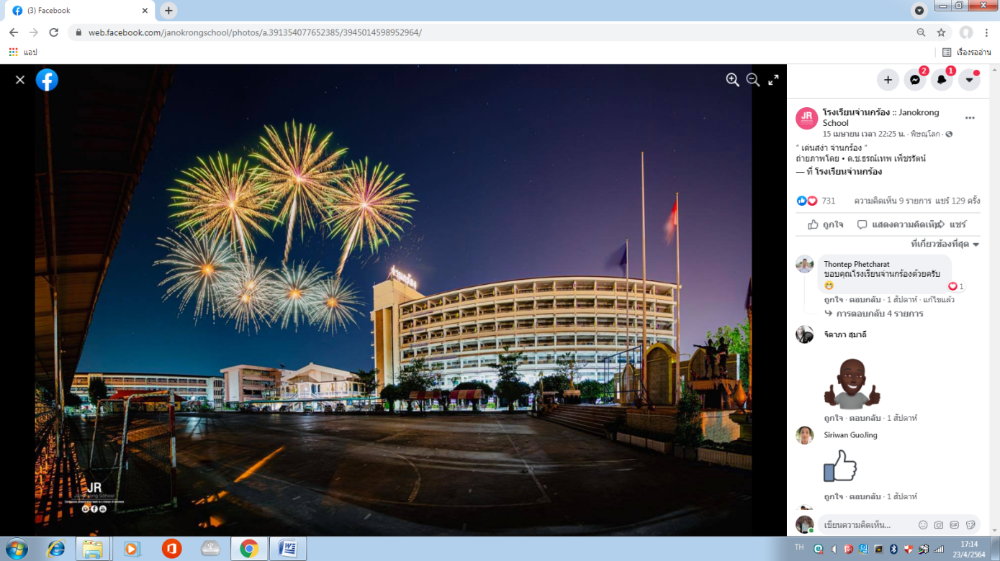 (3) Facebook
web.facebook.com/janokrongschool/photos/a.391354077652385/3945014598952964/
แอป
เรื่องรออ่าน
2
1
JR
โรงเรียนจ่านกร้อง :: Janokrong
School
15 เมษายน เวลา 22:25 น. · พิษณุโลก ·
" เด่นสง่า จ่านกร้อง "
ถ่ายภาพโดย • ด.ช.ธรณ์เทพ เพ็ชรรัตน์
— ที่ โรงเรียนจ่านกร้อง
731 ความคิดเห็น 9 รายการ แชร์ 129 ครั้ง
ถูกใจ แสดงความคิดเห็น แชร์
ที่เกี่ยวข้องที่สุด
Thontep Phetcharat
ขอบคุณโรงเรียนจ่านกร้องด้วยครับ
1
ถูกใจ · ตอบกลับ · 1 สัปดาห์ · แก้ไขแล้ว
การตอบกลับ 4 รายการ
จิดาภา สุมาลี
ถูกใจ · ตอบกลับ · 1 สัปดาห์
Siriwan GuoJing
ถูกใจ · ตอบกลับ · 1 สัปดาห์
เขียนความคิดเห็น...
GIF
จ่านกร้อง
JR
Janokrong School
TH
17:14
23/4/2564